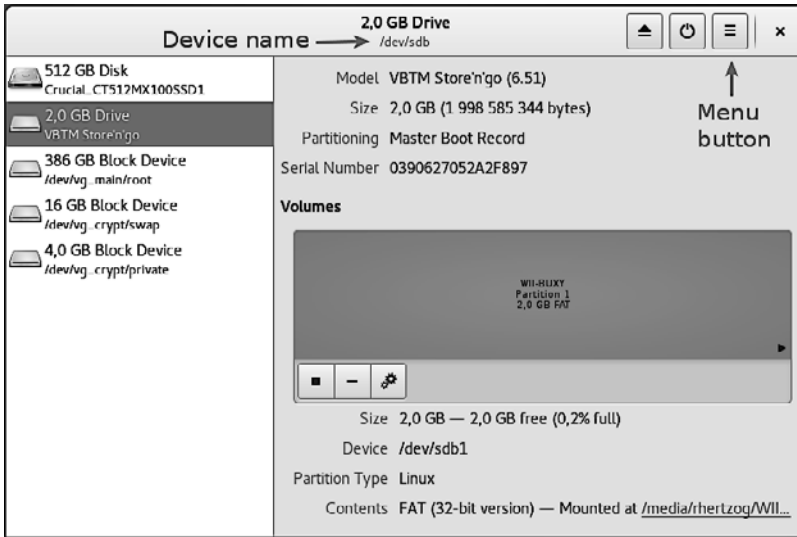 2,0 GB Drive
Device name
/dev/sdb
512 GB Disk
Crucial_CT512MX100SSD1
2,0 GB Drive
VBTM Store'n'go
386 GB Block Device
/dev/vg_main/root
16 GB Block Device
/dev/vg_crypt/swap
4,0 GB Block Device
/dev/vg_crypt/private
Model VBTM Store'n'go (6.51)
Size 2,0 GB (1 998 585 344 bytes)
Partitioning Master Boot Record
Serial Number 0390627052A2F897
Menu
button
Volumes
WII-BUXY
Partition 1
2,0 GB FAT
Size 2,0 GB — 2,0 GB free (0,2% full)
Device /dev/sdb1
Partition Type Linux
Contents FAT (32-bit version) — Mounted at /media/rhertzog/WII...